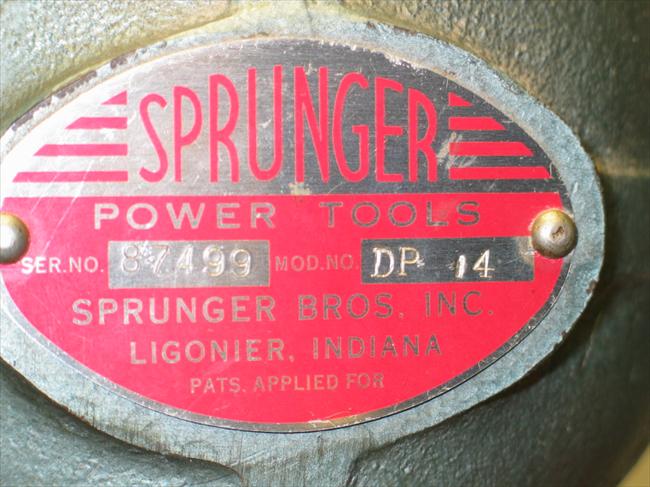 SPRUNGER
POWER TOOLS
SER.NO. 87499 MOD.NO. DP 14
SPRUNGER BROS. INC.
LIGONIER, INDIANA
PATS. APPLIED FOR